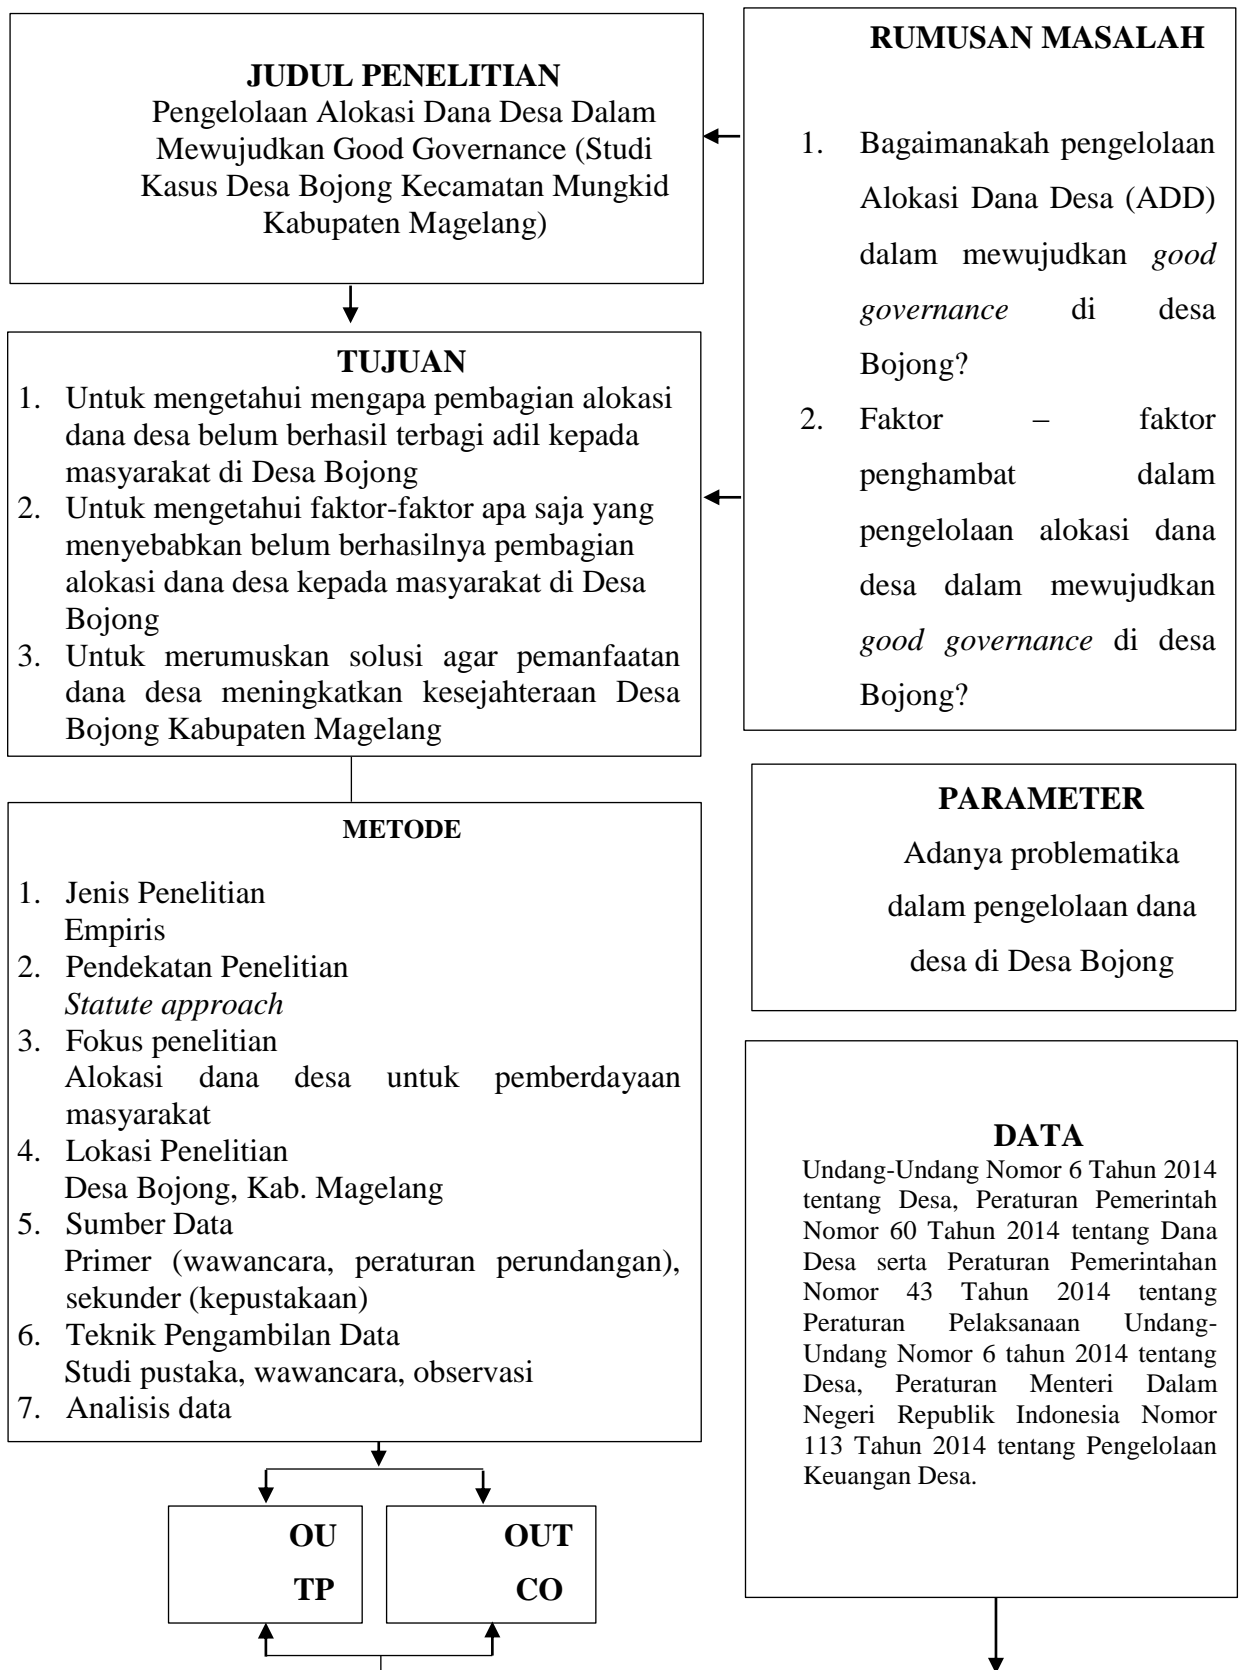 JUDUL PENELITIAN
Pengelolaan Alokasi Dana Desa Dalam
Mewujudkan Good Governance (Studi
Kasus Desa Bojong Kecamatan Mungkid
Kabupaten Magelang)
RUMUSAN MASALAH
1. Bagaimanakah pengelolaan
Alokasi Dana Desa (ADD)
dalam mewujudkan good
governance di desa
Bojong?
2. Faktor – faktor
penghambat dalam
pengelolaan alokasi dana
desa dalam mewujudkan
good governance di desa
Bojong?
TUJUAN
1. Untuk mengetahui mengapa pembagian alokasi
dana desa belum berhasil terbagi adil kepada
masyarakat di Desa Bojong
2. Untuk mengetahui faktor-faktor apa saja yang
menyebabkan belum berhasilnya pembagian
alokasi dana desa kepada masyarakat di Desa
Bojong
3. Untuk merumuskan solusi agar pemanfaatan
dana desa meningkatkan kesejahteraan Desa
Bojong Kabupaten Magelang
PARAMETER
Adanya problematika
dalam pengelolaan dana
desa di Desa Bojong
METODE
1. Jenis Penelitian
Empiris
2. Pendekatan Penelitian
Statute approach
3. Fokus penelitian
Alokasi dana desa untuk pemberdayaan
masyarakat
4. Lokasi Penelitian
Desa Bojong, Kab. Magelang
5. Sumber Data
Primer (wawancara, peraturan perundangan),
sekunder (kepustakaan)
6. Teknik Pengambilan Data
Studi pustaka, wawancara, observasi
7. Analisis data
DATA
Undang-Undang Nomor 6 Tahun 2014
tentang Desa, Peraturan Pemerintah
Nomor 60 Tahun 2014 tentang Dana
Desa serta Peraturan Pemerintahan
Nomor 43 Tahun 2014 tentang
Peraturan Pelaksanaan Undang-
Undang Nomor 6 tahun 2014 tentang
Desa, Peraturan Menteri Dalam
Negeri Republik Indonesia Nomor
113 Tahun 2014 tentang Pengelolaan
Keuangan Desa.
OU
TP
OUT
CO